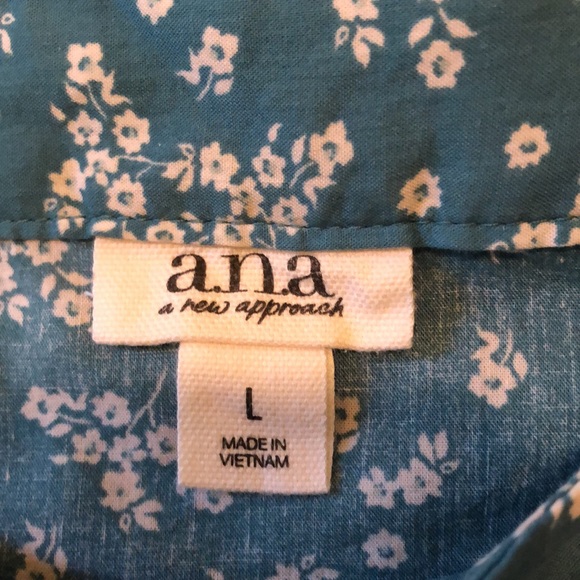 a.n.a
a new approach
L
MADE IN
VIETNAM